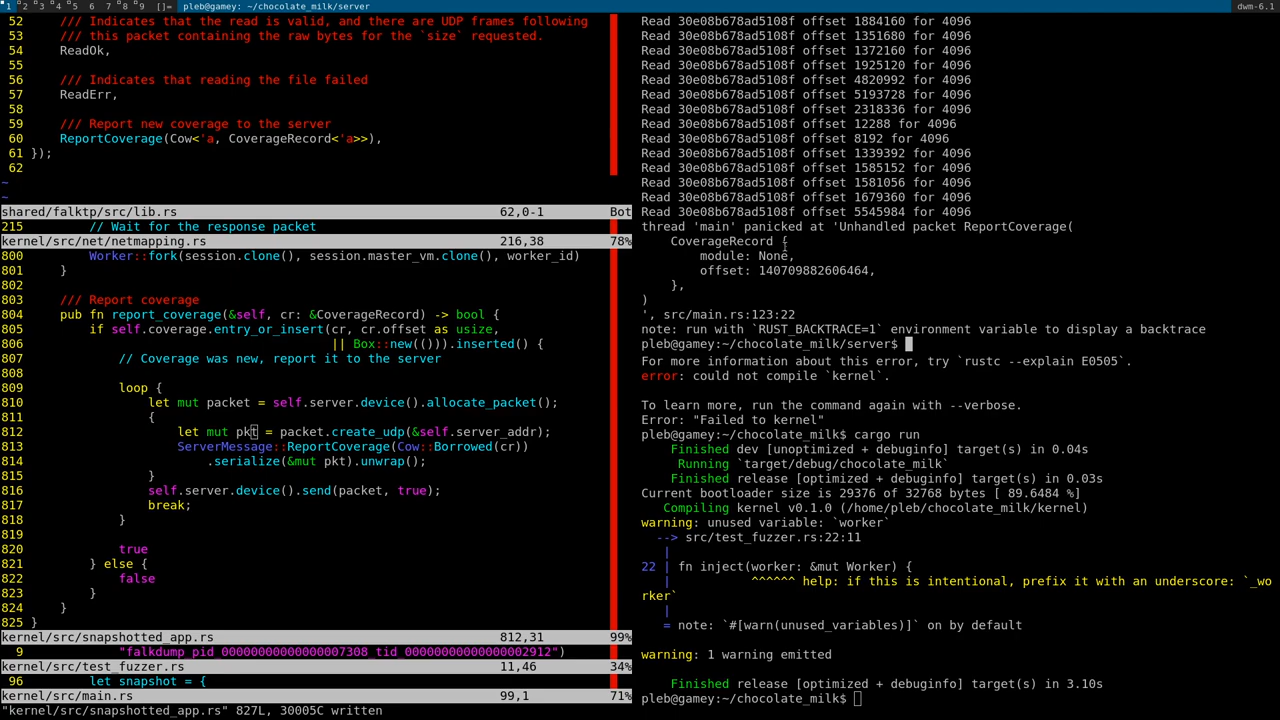 1 2 3 4 5 6 7 8 9 []= pleb@gamey: ~/chocolate_milk/server dwm-6.1
52     /// Indicates that the read is valid, and there are UDP frames following
53     /// this packet containing the raw bytes for the `size` requested.
54     ReadOk,
55
56     /// Indicates that reading the file failed
57     ReadErr,
58
59     /// Report new coverage to the server
60     ReportCoverage(Cow<'a, CoverageRecord<'a>>),
61 });
62
~
~
shared/falktp/src/lib.rs 62,0-1 Bot
215         // Wait for the response packet
kernel/src/net/netmapping.rs 216,38 78%
800         Worker::fork(session.clone(), session.master_vm.clone(), worker_id)
801     }
802
803     /// Report coverage
804     pub fn report_coverage(&self, cr: &CoverageRecord) -> bool {
805         if self.coverage.entry_or_insert(cr, cr.offset as usize,
806                                          || Box::new(())).inserted() {
807             // Coverage was new, report it to the server
808
809             loop {
810                 let mut packet = self.server.device().allocate_packet();
811                 {
812                     let mut pkt = packet.create_udp(&self.server_addr);
813                     ServerMessage::ReportCoverage(Cow::Borrowed(cr))
814                         .serialize(&mut pkt).unwrap();
815                 }
816                 self.server.device().send(packet, true);
817                 break;
818             }
819
820             true
821         } else {
822             false
823         }
824     }
825 }
kernel/src/snapshotted_app.rs 812,31 99%
9             "falkdump_pid_00000000000000007308_tid_00000000000000002912")
kernel/src/test_fuzzer.rs 11,46 34%
96         let snapshot = {
kernel/src/main.rs 99,1 71%
"kernel/src/snapshotted_app.rs" 827L, 30005C written
Read 30e08b678ad5108f offset 1884160 for 4096
Read 30e08b678ad5108f offset 1351680 for 4096
Read 30e08b678ad5108f offset 1372160 for 4096
Read 30e08b678ad5108f offset 1925120 for 4096
Read 30e08b678ad5108f offset 4820992 for 4096
Read 30e08b678ad5108f offset 5193728 for 4096
Read 30e08b678ad5108f offset 2318336 for 4096
Read 30e08b678ad5108f offset 12288 for 4096
Read 30e08b678ad5108f offset 8192 for 4096
Read 30e08b678ad5108f offset 1339392 for 4096
Read 30e08b678ad5108f offset 1585152 for 4096
Read 30e08b678ad5108f offset 1581056 for 4096
Read 30e08b678ad5108f offset 1679360 for 4096
Read 30e08b678ad5108f offset 5545984 for 4096
thread 'main' panicked at 'Unhandled packet ReportCoverage(
    CoverageRecord {
        module: None,
        offset: 140709882606464,
    },
)
', src/main.rs:123:22
note: run with `RUST_BACKTRACE=1` environment variable to display a backtrace
pleb@gamey:~/chocolate_milk/server$
For more information about this error, try `rustc --explain E0505`.
error: could not compile `kernel`.

To learn more, run the command again with --verbose.
Error: "Failed to kernel"
pleb@gamey:~/chocolate_milk$ cargo run
    Finished dev [unoptimized + debuginfo] target(s) in 0.04s
     Running `target/debug/chocolate_milk`
    Finished release [optimized + debuginfo] target(s) in 0.03s
Current bootloader size is 29376 of 32768 bytes [ 89.6484 %]
   Compiling kernel v0.1.0 (/home/pleb/chocolate_milk/kernel)
warning: unused variable: `worker`
  --> src/test_fuzzer.rs:22:11
   |
22 | fn inject(worker: &mut Worker) {
   |           ^^^^^^ help: if this is intentional, prefix it with an underscore: `_wo
rker`
   |
   = note: `#[warn(unused_variables)]` on by default

warning: 1 warning emitted

    Finished release [optimized + debuginfo] target(s) in 3.10s
pleb@gamey:~/chocolate_milk$